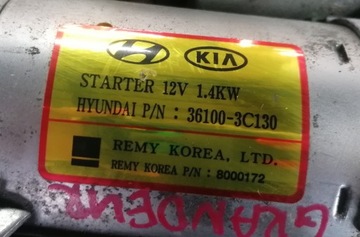 KIA
STARTER 12V 1.4KW
HYUNDAI P/N : 36100-3C130
REMY KOREA, LTD.
REMY KOREA P/N : 8000172
GRANDEUR